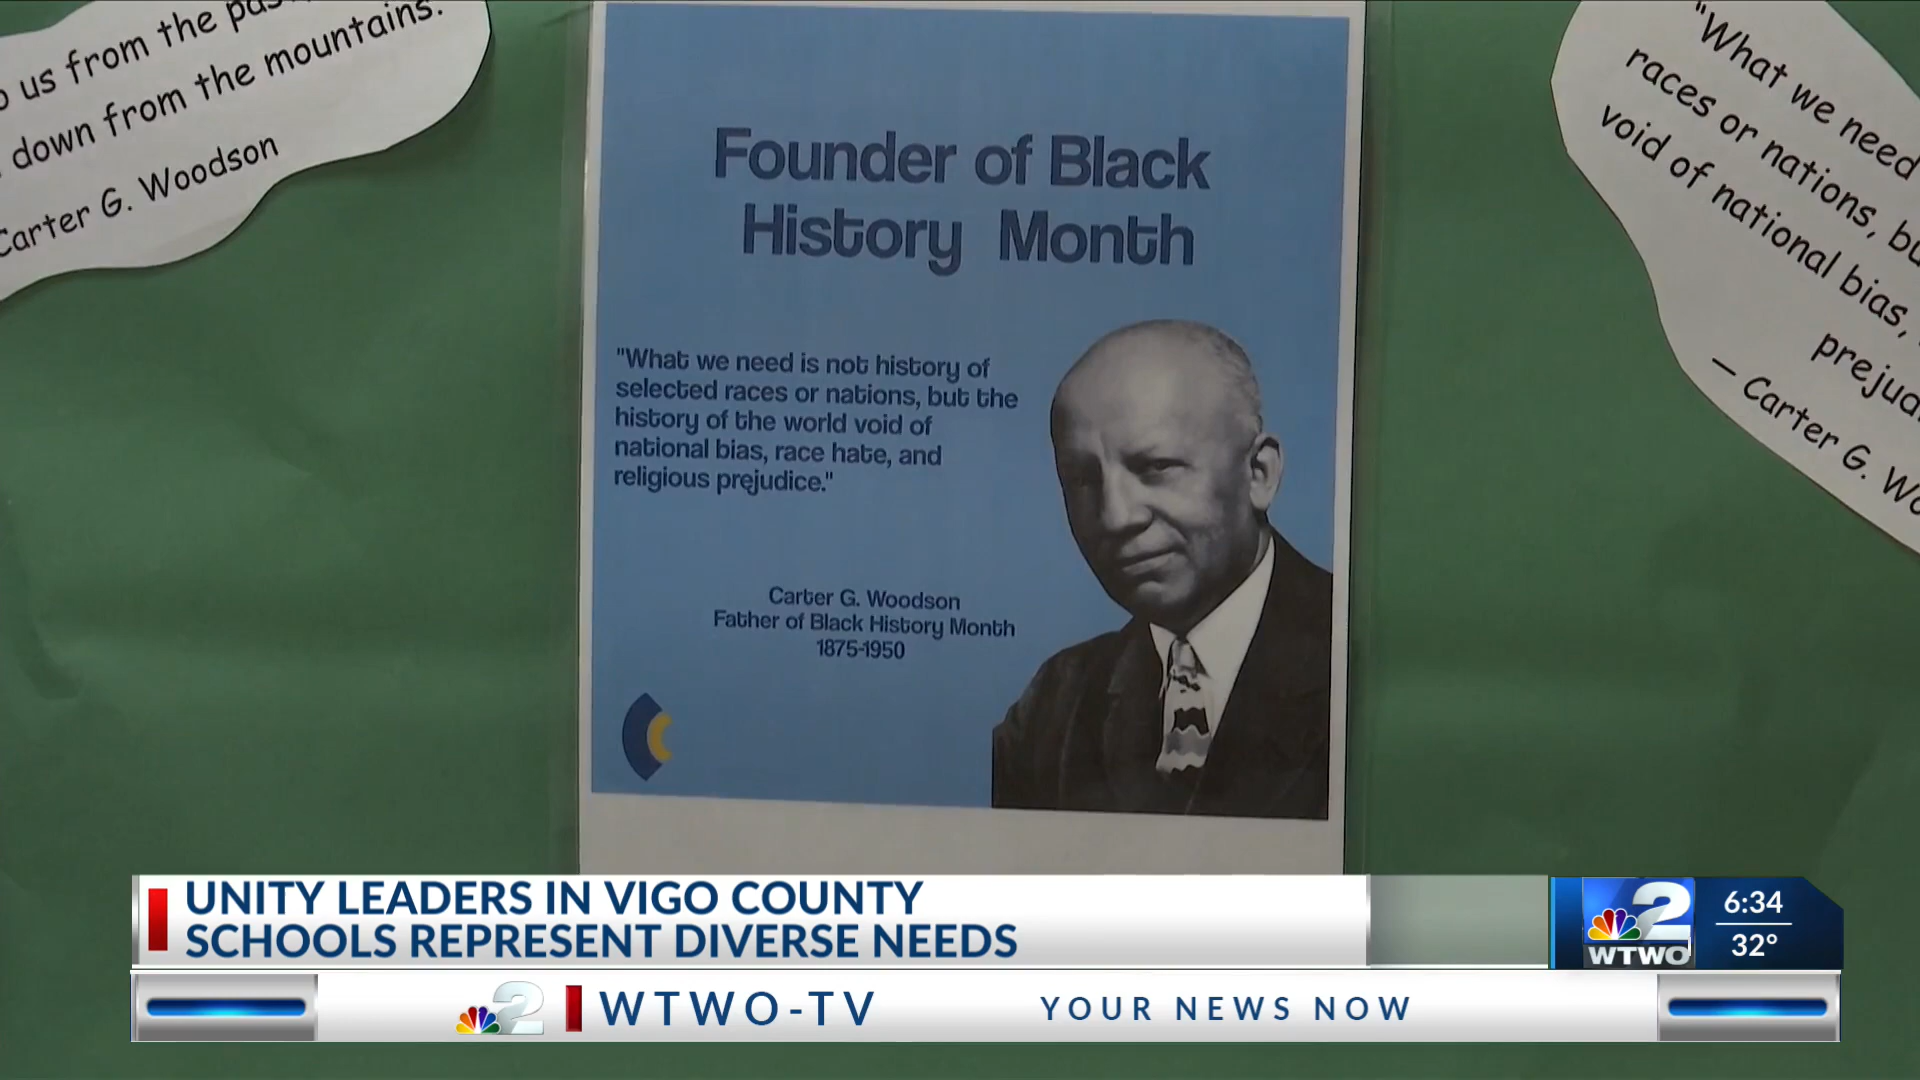 us from the
down from the mountains.
Carter G. Woodson
Founder of Black
History Month
"What we need is not history of
selected races or nations, but the
history of the world void of
national bias, race hate, and
religious prejudice."
Carter G. Woodson
Father of Black History Month
1875-1950
"What we need
races or nations,
void of national bias,
— Carter G.
UNITY LEADERS IN VIGO COUNTY
SCHOOLS REPRESENT DIVERSE NEEDS
2
WTWO
6:34
32°
2
WTWO-TV
YOUR NEWS NOW